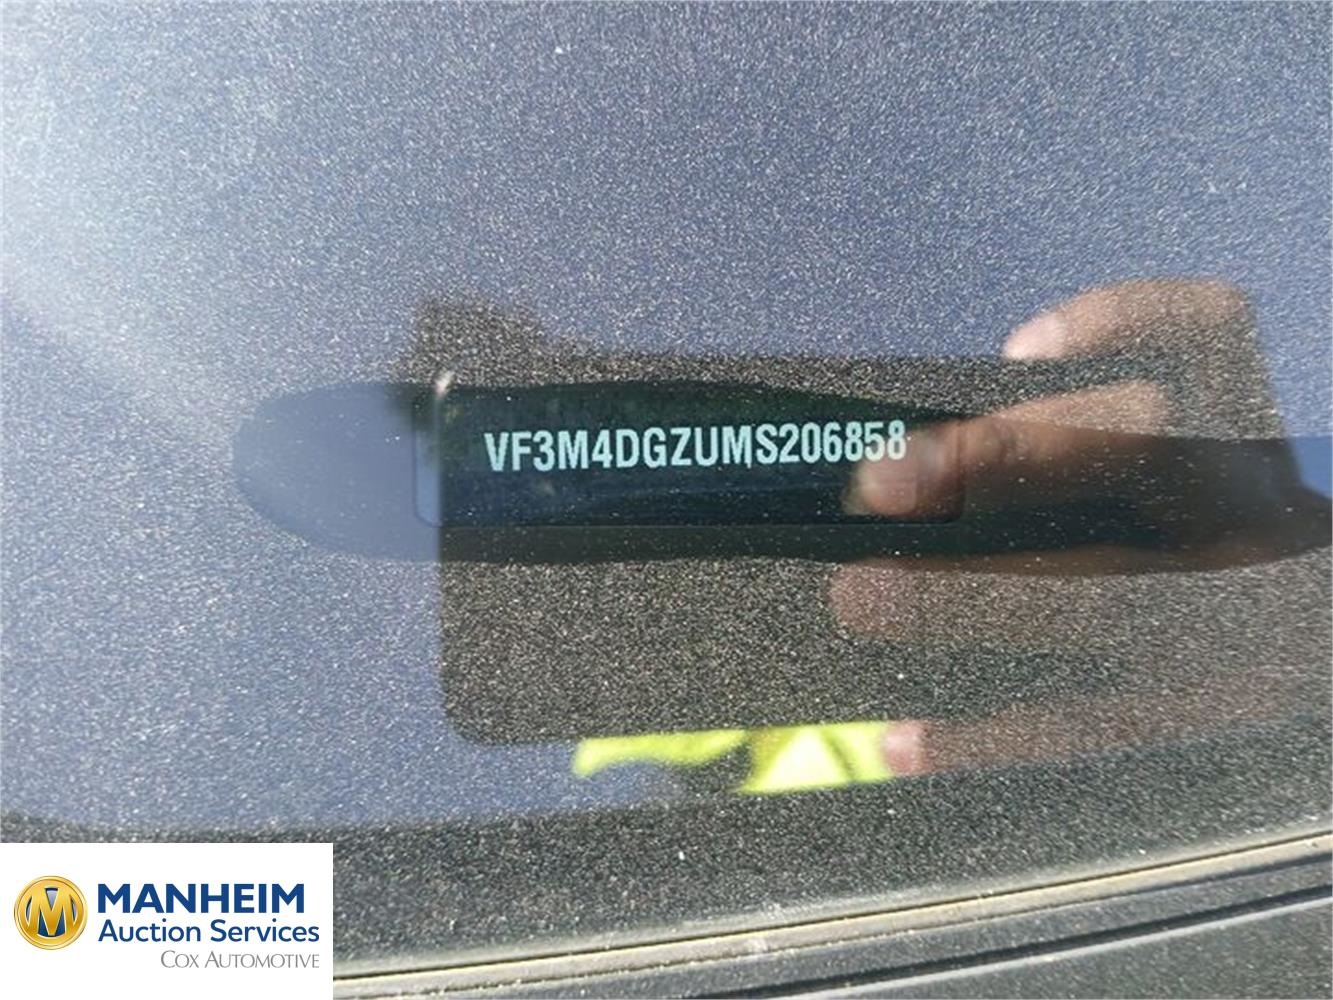 VF3M4DGZUMS206858
MANHEIM
Auction Services
COX AUTOMOTIVE